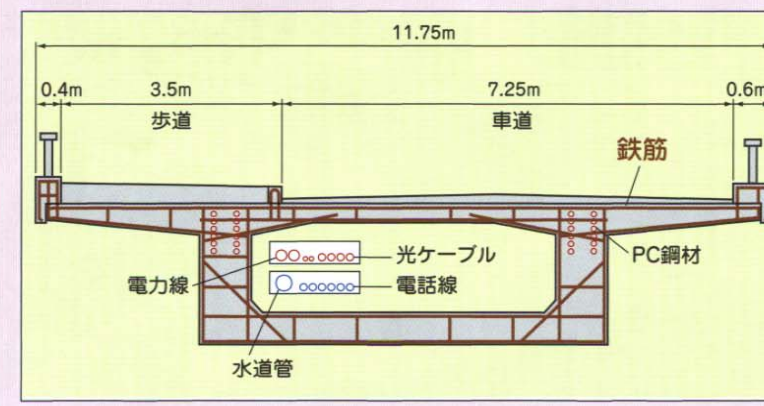 11.75m
0.4m
3.5m
7.25m
0.6m
歩道
車道
鉄筋
光ケーブル
PC鋼材
電力線
電話線
水道管